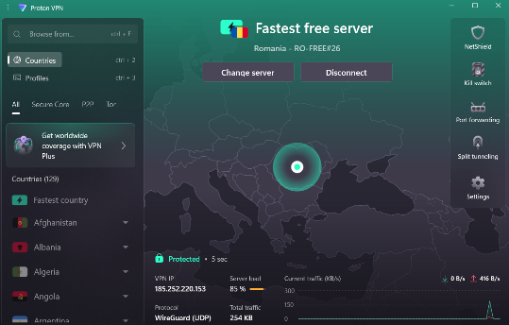 Proton VPN
Browse from...
ctrl + F
Countries
ctrl + 2
Profiles
ctrl + 3
All
Secure Core
P2P
Tor
Get worldwide
coverage with VPN
Plus
Countries (129)
Fastest country
Afghanistan
Albania
Algeria
Angola
Argentina
Fastest free server
Romania - RO-FREE#26
Change server
Disconnect
Protected • 5 sec
VPN IP
185.252.220.153
Server load
85 %
Protocol
WireGuard (UDP)
Total traffic
254 KB
Current traffic (KB/s)
0 B/s
416 B/s
300
150
0
NetShield
Kill switch
Port forwarding
Split tunneling
Settings